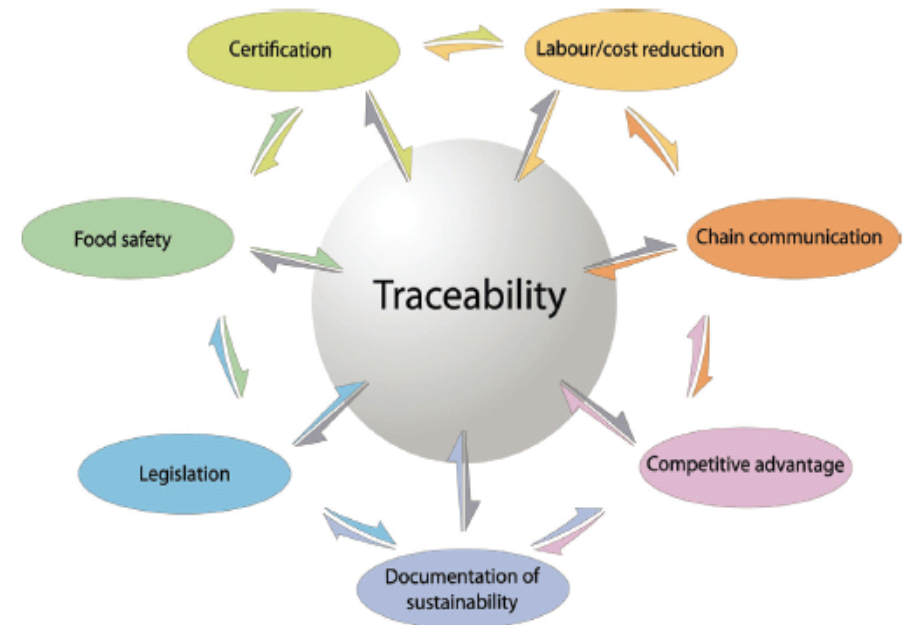 Certification
Labour/cost reduction
Food safety
Chain communication
Traceability
Legislation
Competitive advantage
Documentation of
sustainability